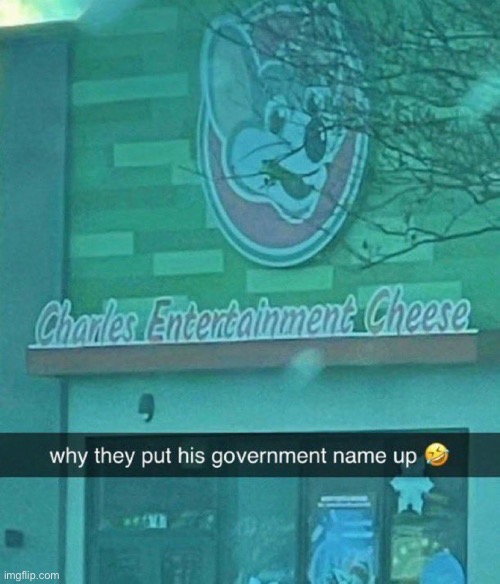 Charles Entertainment Cheese
why they put his government name up 🤣
imgflip.com